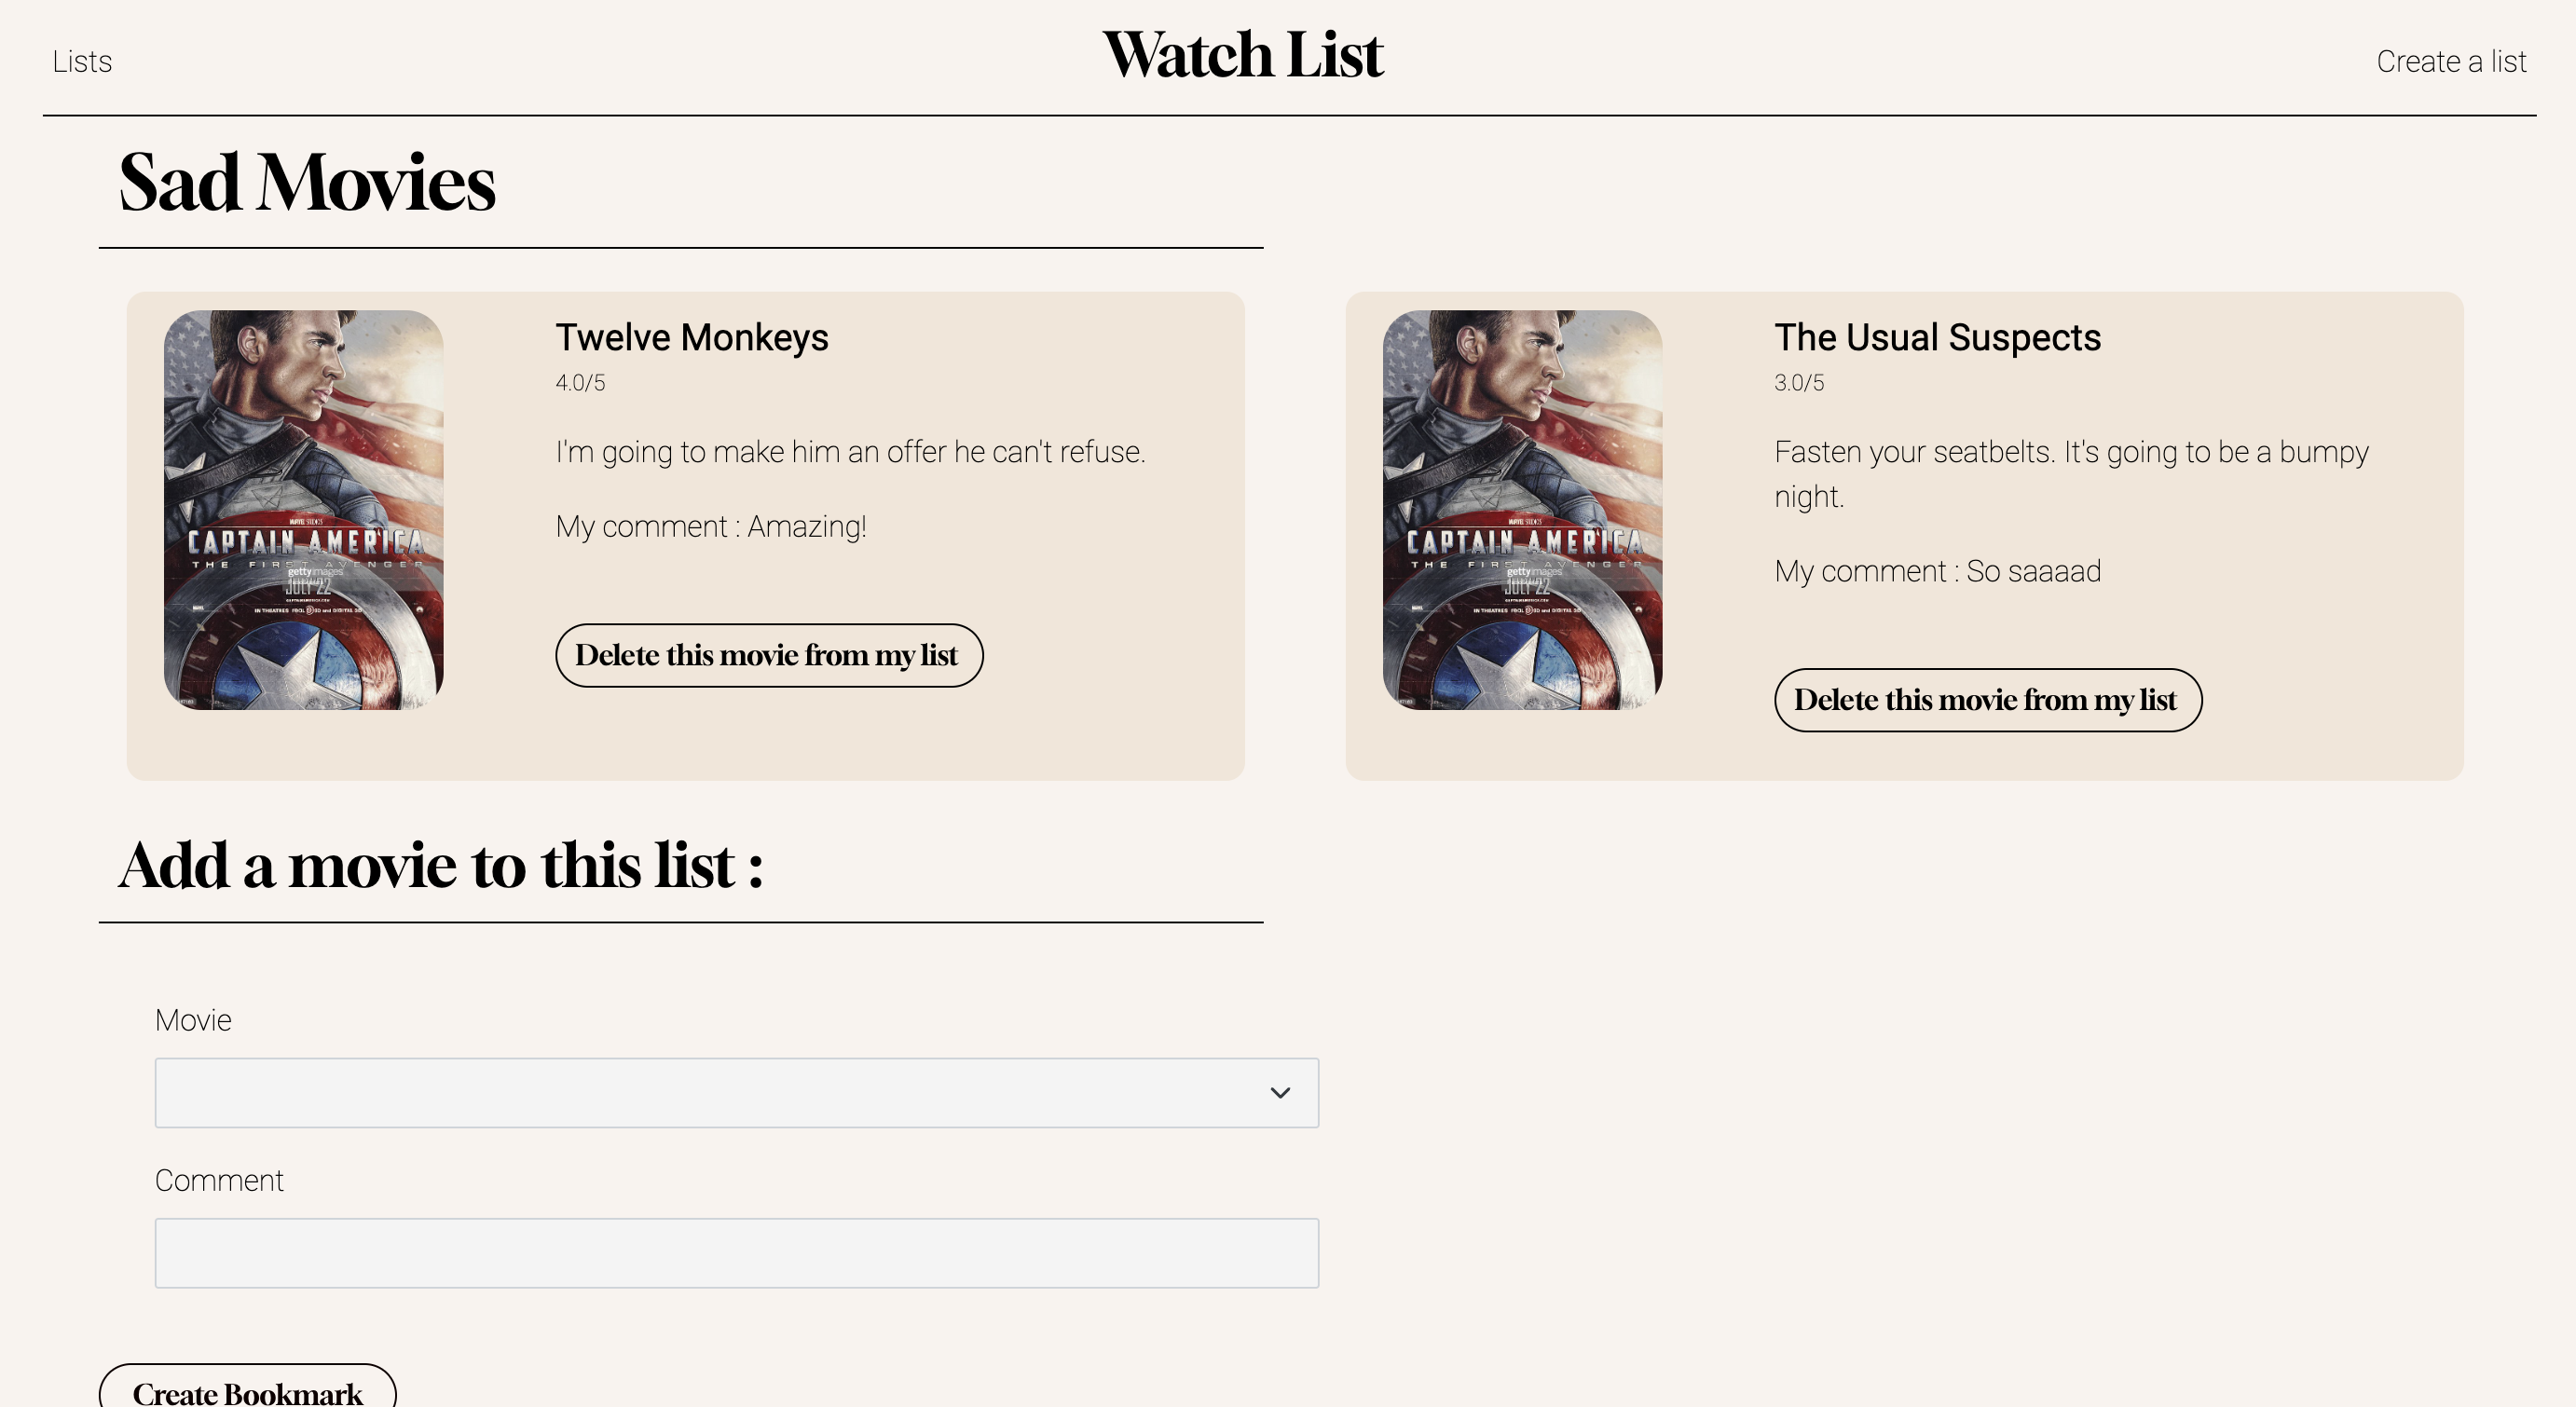 Lists
Watch List
Create a list
Sad Movies
MARVEL STUDIOS
CAPTAIN AMERICA
THE FIRST AVENGER
gettyimages
JULY 22
Twelve Monkeys
4.0/5
I'm going to make him an offer he can't refuse.
My comment : Amazing!
Delete this movie from my list
MARVEL STUDIOS
CAPTAIN AMERICA
THE FIRST AVENGER
gettyimages
JULY 22
The Usual Suspects
3.0/5
Fasten your seatbelts. It's going to be a bumpy
night.
My comment : So saaaad
Delete this movie from my list
Add a movie to this list :
Movie
Comment
Create Bookmark